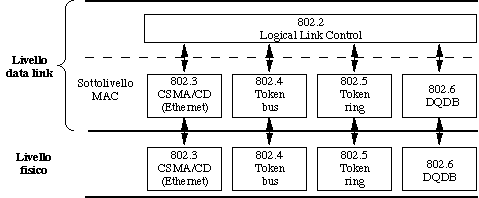 802.2
Logical Link Control
Livello
data link
Sottolivello
MAC
802.3
CSMA/CD
(Ethernet)
802.4
Token
bus
802.5
Token
ring
802.6
DQDB
Livello
fisico
802.3
CSMA/CD
(Ethernet)
802.4
Token
bus
802.5
Token
ring
802.6
DQDB